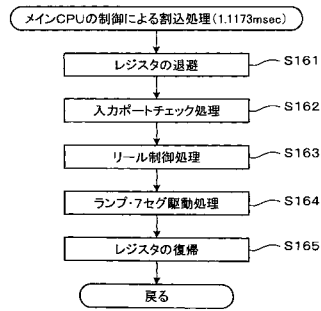 メインCPUの制御による割込処理(1.1173msec)
レジスタの退避 S161
入力ポートチェック処理 S162
リール制御処理 S163
ランプ・7セグ駆動処理 S164
レジスタの復帰 S165
戻る